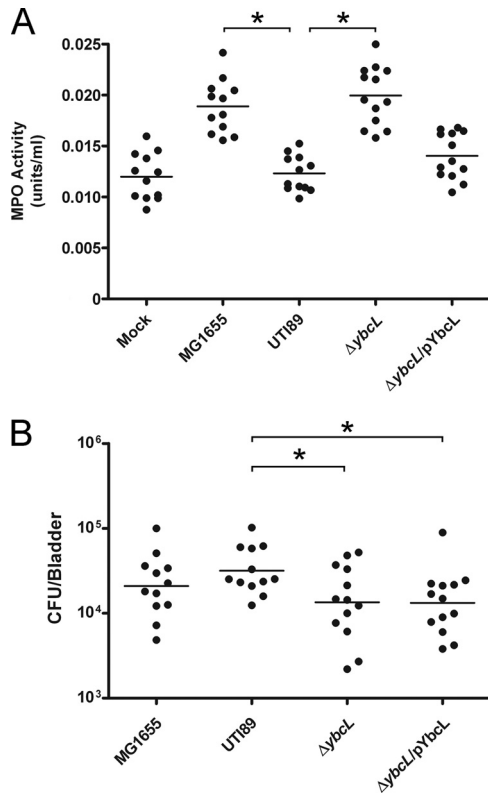 A
* *
0.025
0.020
0.015
0.010
0.005
0
MPO Activity
(units/ml)
Mock
MG1655
UTI89
ΔybcL
ΔybcL/pYbcL
B
*
*
10⁶
10⁵
10⁴
10³
CFU/Bladder
MG1655
UTI89
ΔybcL
ΔybcL/pYbcL